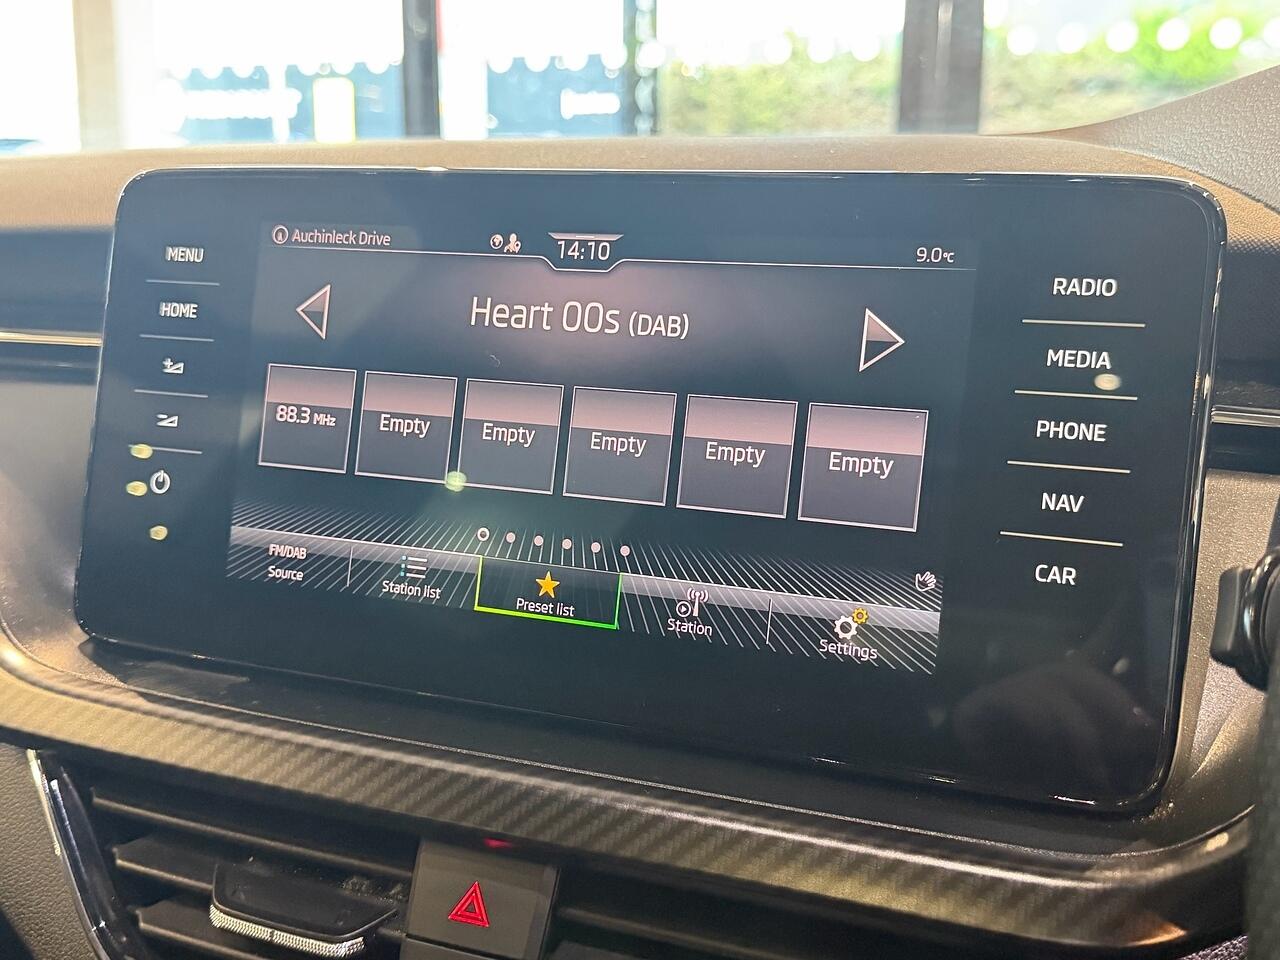 Auchinleck Drive
14:10
9.0°C
Heart 00s (DAB)
88.3 MHz
Empty
Empty
Empty
Empty
Empty
FM/DAB
Source
Station list
Preset list
Station
Settings
MENU
HOME
RADIO
MEDIA
PHONE
NAV
CAR